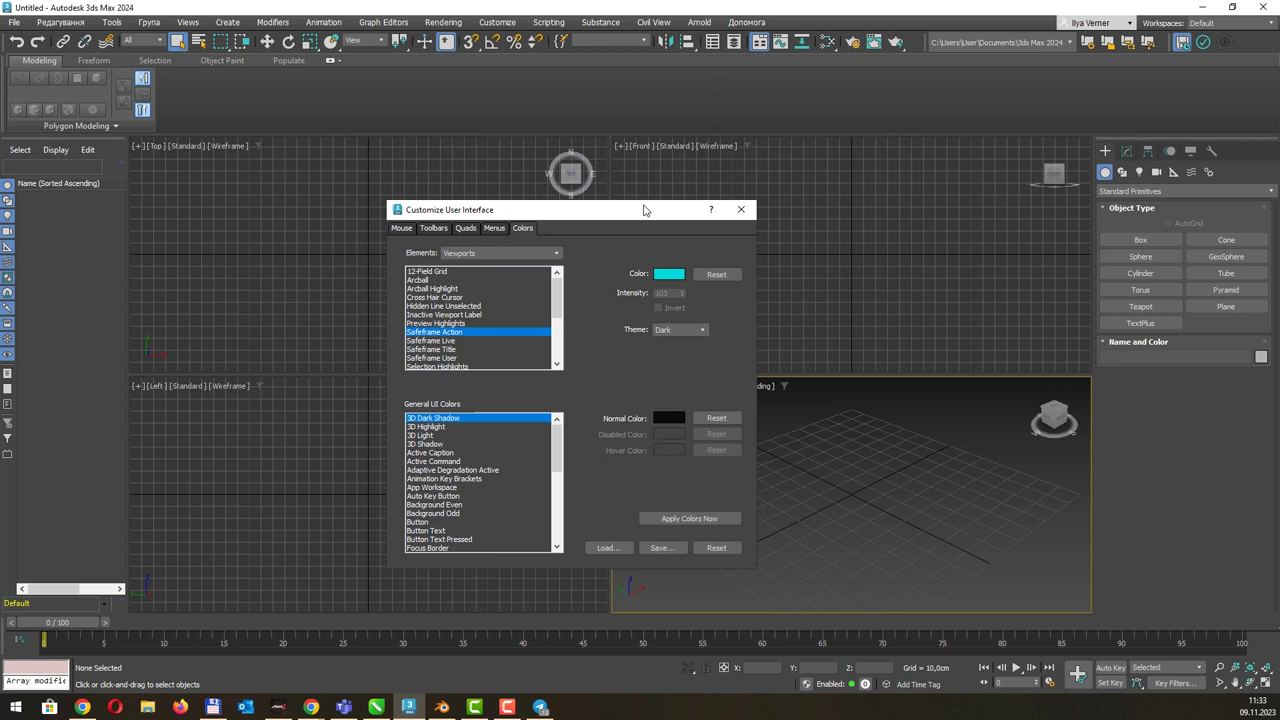 Untitled - Autodesk 3ds Max 2024
File Редагування Tools Група Views Create Modifiers Animation Graph Editors Rendering Customize Scripting Substance Civil View Arnold Допомога
Ilya Verner Workspaces: Default
All View C:\Users\User\Documents\3ds Max 2024
Modeling Freeform Selection Object Paint Populate
Polygon Modeling
Select Display Edit
Name (Sorted Ascending)
[+] [Top] [Standard] [Wireframe]
[+] [Front] [Standard] [Wireframe]
Customize User Interface
Mouse Toolbars Quads Menus Colors
Elements: Viewports
12-Field Grid
Arcball
Arcball Highlight
Cross Hair Cursor
Hidden Line Unselected
Inactive Viewport Label
Preview Highlights
Safeframe Action
Safeframe Live
Safeframe Title
Safeframe User
Selection Highlights
Color: Reset
Intensity: 100
Invert
Theme: Dark
General UI Colors
3D Dark Shadow
3D Highlight
3D Light
3D Shadow
Active Caption
Active Command
Adaptive Degradation Active
Animation Key Brackets
App Workspace
Auto Key Button
Background Even
Background Odd
Button
Button Text
Button Text Pressed
Focus Border
Normal Color: Reset
Disabled Color: Reset
Hover Color: Reset
Apply Colors Now
Load... Save... Reset
[+] [Left] [Standard] [Wireframe]
ding ]
Standard Primitives
Object Type
AutoGrid
Box Cone
Sphere GeoSphere
Cylinder Tube
Torus Pyramid
Teapot Plane
TextPlus
Name and Color
Default
0 / 100
0 5 10 15 20 25 30 35 40 45 50 55 60 65 70 75 80 85 90 95 100
None Selected
Array modifie
Click or click-and-drag to select objects
X: Y: Z: Grid = 10,0cm
Enabled: Add Time Tag
0
Auto Key Selected
Set Key Key Filters...
11:33
09.11.2023